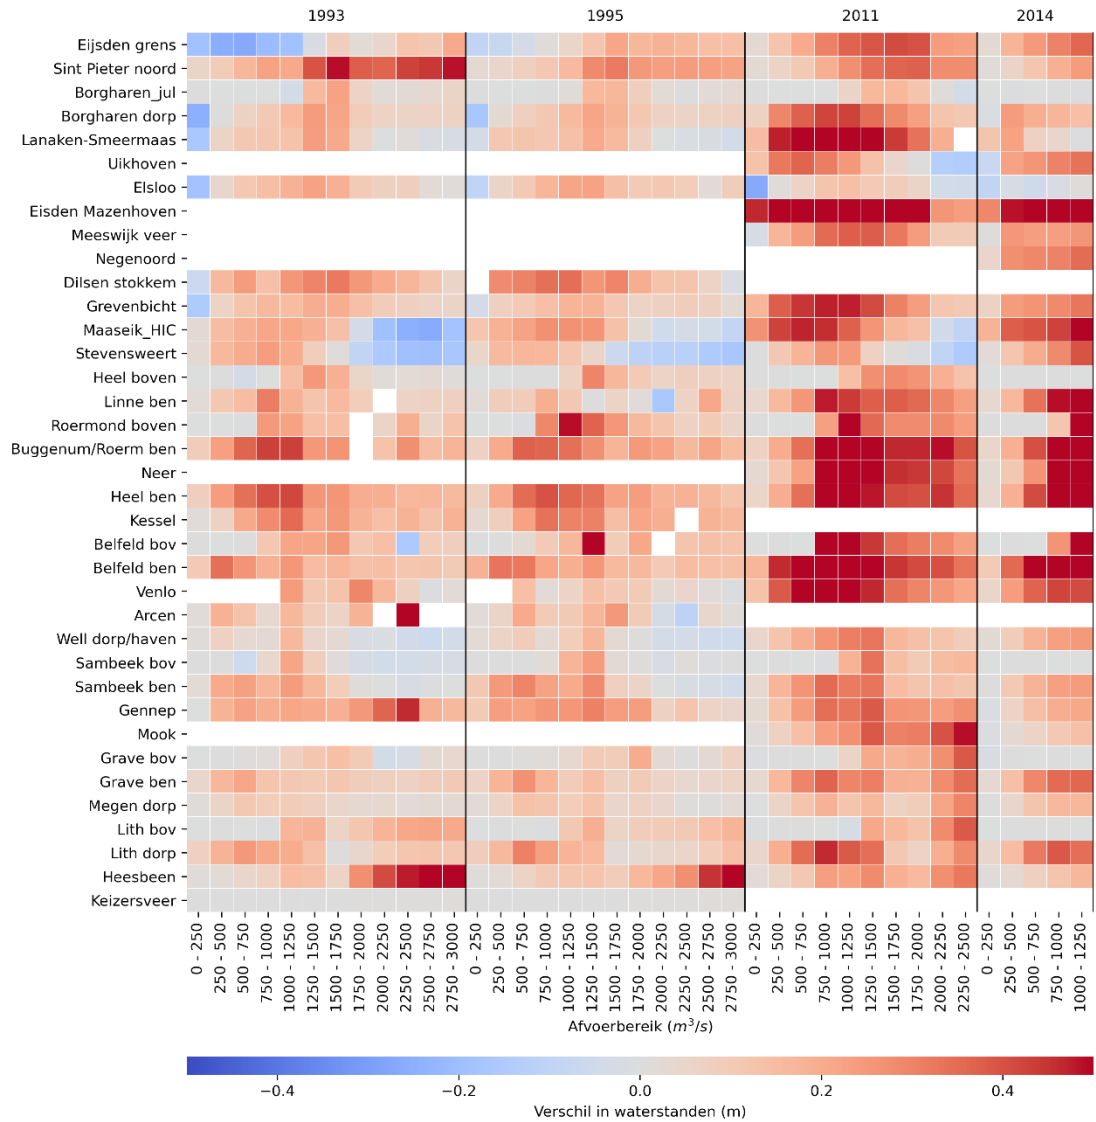 1993 1995 2011 2014
Eijsden grens
Sint Pieter noord
Borgharen_jul
Borgharen dorp
Lanaken-Smeermaas
Uikhoven
Elsloo
Eisden Mazenhoven
Meeswijk veer
Negenoord
Dilsen stokkem
Grevenbicht
Maaseik_HIC
Stevensweert
Heel boven
Linne ben
Roermond boven
Buggenum/Roerm ben
Neer
Heel ben
Kessel
Belfeld bov
Belfeld ben
Venlo
Arcen
Well dorp/haven
Sambeek bov
Sambeek ben
Gennep
Mook
Grave bov
Grave ben
Megen dorp
Lith bov
Lith dorp
Heesbeen
Keizersveer
0 - 250
250 - 500
500 - 750
750 - 1000
1000 - 1250
1250 - 1500
1500 - 1750
1750 - 2000
2000 - 2250
2250 - 2500
2500 - 2750
2750 - 3000
0 - 250
250 - 500
500 - 750
750 - 1000
1000 - 1250
1250 - 1500
1500 - 1750
1750 - 2000
2000 - 2250
2250 - 2500
2500 - 2750
2750 - 3000
0 - 250
250 - 500
500 - 750
750 - 1000
1000 - 1250
1250 - 1500
1500 - 1750
1750 - 2000
2000 - 2250
2250 - 2500
0 - 250
250 - 500
500 - 750
750 - 1000
1000 - 1250
Afvoerbereik (m³/s)
−0.4 −0.2 0.0 0.2 0.4
Verschil in waterstanden (m)